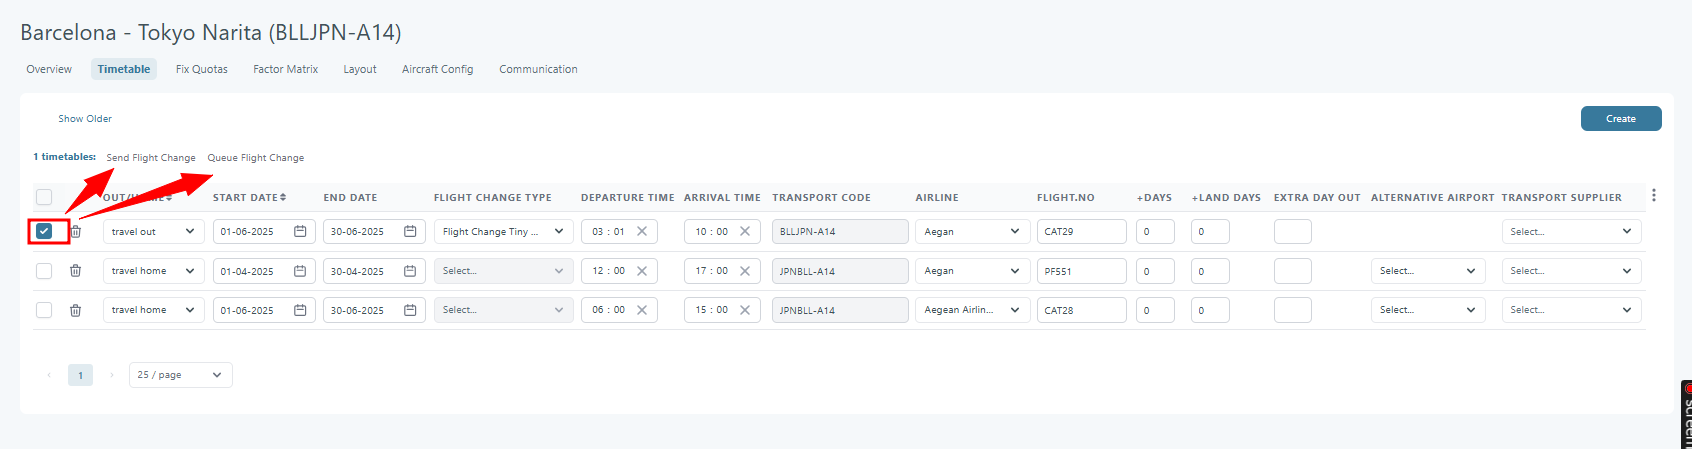 Barcelona - Tokyo Narita (BLLJPN-A14)
Overview Timetable Fix Quotas Factor Matrix Layout Aircraft Config Communication
Show Older Create
1 timetables: Send Flight Change Queue Flight Change
START DATE END DATE FLIGHT CHANGE TYPE DEPARTURE TIME ARRIVAL TIME TRANSPORT CODE AIRLINE FLIGHT.NO +DAYS +LAND DAYS EXTRA DAY OUT ALTERNATIVE AIRPORT TRANSPORT SUPPLIER
travel out 01-06-2025 30-06-2025 Flight Change Tiny ... 03 : 01 10 : 00 BLLJPN-A14 Aegan CAT29 0 0 Select...
travel home 01-04-2025 30-04-2025 Select... 12 : 00 17 : 00 JPNBLL-A14 Aegan PF551 0 0 Select... Select...
travel home 01-06-2025 30-06-2025 Select... 06 : 00 15 : 00 JPNBLL-A14 Aegean Airlin... CAT28 0 0 Select... Select...
1 25 / page